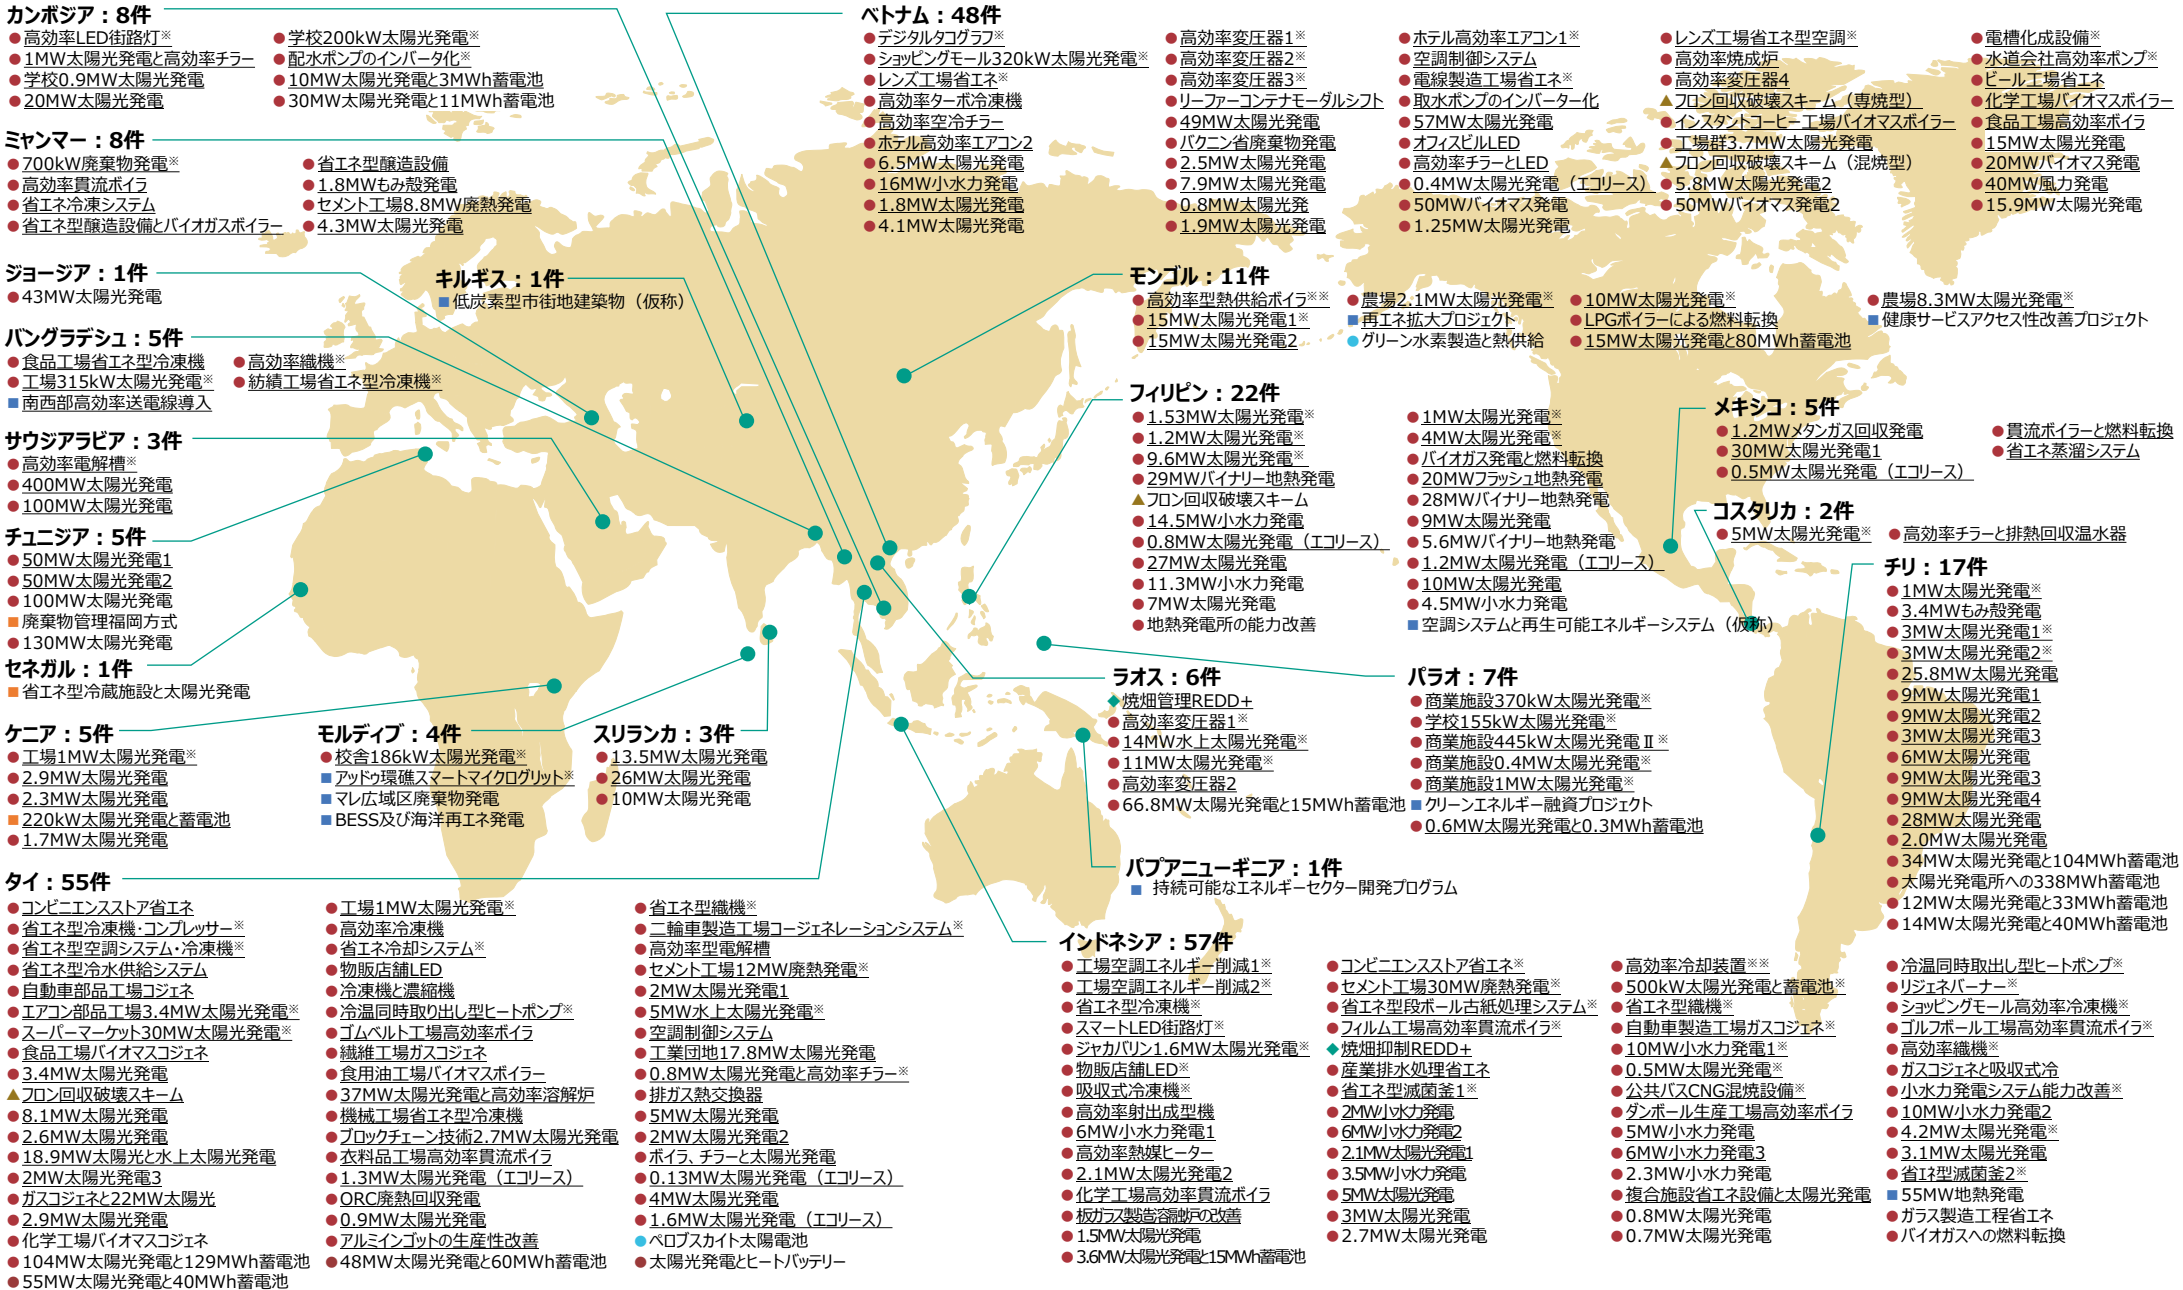 カンボジア:8件
●高効率LED街路灯※
●1MW太陽光発電と高効率チラー
●学校0.9MW太陽光発電
●20MW太陽光発電
●学校200kW太陽光発電※
●配水ポンプのインバータ化※
●10MW太陽光発電と3MWh蓄電池
●30MW太陽光発電と11MWh蓄電池
ミャンマー:8件
●700kW廃棄物発電※
●高効率貫流ボイラ
●省エネ冷凍システム
●省エネ型醸造設備とバイオガスボイラー
●省エネ型醸造設備
●1.8MWもみ殻発電
●セメント工場8.8MW廃熱発電
●4.3MW太陽光発電
ジョージア:1件
●43MW太陽光発電
キルギス:1件
■低炭素型市街地建築物(仮称)
バングラデシュ:5件
●食品工場省エネ型冷凍機
●工場315kW太陽光発電※
■南西部高効率送電線導入
●高効率織機※
●紡績工場省エネ型冷凍機※
サウジアラビア:3件
●高効率電解槽※
●400MW太陽光発電
●100MW太陽光発電
チュニジア:5件
●50MW太陽光発電1
●50MW太陽光発電2
●100MW太陽光発電
■廃棄物管理福岡方式
●130MW太陽光発電
セネガル:1件
■省エネ型冷蔵施設と太陽光発電
ケニア:5件
●工場1MW太陽光発電※
●2.9MW太陽光発電
●2.3MW太陽光発電
■220kW太陽光発電と蓄電池
●1.7MW太陽光発電
モルディブ:4件
●校舎186kW太陽光発電※
■アッドゥ環礁スマートマイクログリット※
■マレ広域区廃棄物発電
■BESS及び海洋再エネ発電
スリランカ:3件
●13.5MW太陽光発電
●26MW太陽光発電
●10MW太陽光発電
タイ:55件
●コンビニエンスストア省エネ
●省エネ型冷凍機・コンプレッサー※
●省エネ型空調システム・冷凍機※
●省エネ型冷水供給システム
●自動車部品工場コジェネ
●エアコン部品工場3.4MW太陽光発電※
●スーパーマーケット30MW太陽光発電※
●食品工場バイオマスコジェネ
●3.4MW太陽光発電
▲フロン回収破壊スキーム
●8.1MW太陽光発電
●2.6MW太陽光発電
●18.9MW太陽光と水上太陽光発電
●2MW太陽光発電3
●ガスコジェネと22MW太陽光
●2.9MW太陽光発電
●化学工場バイオマスコジェネ
●104MW太陽光発電と129MWh蓄電池
●55MW太陽光発電と40MWh蓄電池
●工場1MW太陽光発電※
●高効率冷凍機
●省エネ冷却システム※
●物販店舗LED
●冷凍機と濃縮機
●冷温同時取り出し型ヒートポンプ※
●ゴムベルト工場高効率ボイラ
●繊維工場ガスコジェネ
●食用油工場バイオマスボイラー
●37MW太陽光発電と高効率溶解炉
●機械工場省エネ型冷凍機
●ブロックチェーン技術2.7MW太陽光発電
●衣料品工場高効率貫流ボイラ
●1.3MW太陽光発電(エコリース)
●ORC廃熱回収発電
●0.9MW太陽光発電
●アルミインゴットの生産性改善
●48MW太陽光発電と60MWh蓄電池
●省エネ型織機※
●二輪車製造工場コージェネレーションシステム※
●高効率型電解槽
●セメント工場12MW廃熱発電※
●2MW太陽光発電1
●5MW水上太陽光発電※
●空調制御システム
●工業団地17.8MW太陽光発電
●0.8MW太陽光発電と高効率チラー※
●排ガス熱交換器
●5MW太陽光発電
●2MW太陽光発電2
●ボイラ、チラーと太陽光発電
●0.13MW太陽光発電(エコリース)
●4MW太陽光発電
●1.6MW太陽光発電(エコリース)
●ペロブスカイト太陽電池
●太陽光発電とヒートバッテリー
ベトナム:48件
●デジタルタコグラフ※
●ショッピングモール320kW太陽光発電※
●レンズ工場省エネ※
●高効率ターボ冷凍機
●高効率空冷チラー
●ホテル高効率エアコン2
●6.5MW太陽光発電
●16MW小水力発電
●1.8MW太陽光発電
●4.1MW太陽光発電
●高効率変圧器1※
●高効率変圧器2※
●高効率変圧器3※
●リーファーコンテナモーダルシフト
●49MW太陽光発電
●バクニン省廃棄物発電
●2.5MW太陽光発電
●7.9MW太陽光発電
●0.8MW太陽光発
●1.9MW太陽光発電
●ホテル高効率エアコン1※
●空調制御システム
●電線製造工場省エネ※
●取水ポンプのインバーター化
●57MW太陽光発電
●オフィスビルLED
●高効率チラーとLED
●0.4MW太陽光発電(エコリース)
●50MWバイオマス発電
●1.25MW太陽光発電
●レンズ工場省エネ型空調※
●高効率焼成炉
●高効率変圧器4
▲フロン回収破壊スキーム(専焼型)
●インスタントコーヒー工場バイオマスボイラー
●工場群3.7MW太陽光発電
▲フロン回収破壊スキーム(混焼型)
●5.8MW太陽光発電2
●50MWバイオマス発電2
●電槽化成設備※
●水道会社高効率ポンプ※
●ビール工場省エネ
●化学工場バイオマスボイラー
●食品工場高効率ボイラ
●15MW太陽光発電
●20MWバイオマス発電
●40MW風力発電
●15.9MW太陽光発電
モンゴル:11件
●高効率型熱供給ボイラ※※
●15MW太陽光発電1※
●15MW太陽光発電2
●農場2.1MW太陽光発電※
■再エネ拡大プロジェクト
●グリーン水素製造と熱供給
●10MW太陽光発電※
●LPGボイラーによる燃料転換
●15MW太陽光発電と80MWh蓄電池
●農場8.3MW太陽光発電※
■健康サービスアクセス性改善プロジェクト
フィリピン:22件
●1.53MW太陽光発電※
●1.2MW太陽光発電※
●9.6MW太陽光発電※
●29MWバイナリー地熱発電
▲フロン回収破壊スキーム
●14.5MW小水力発電
●0.8MW太陽光発電(エコリース)
●27MW太陽光発電
●11.3MW小水力発電
●7MW太陽光発電
●地熱発電所の能力改善
●1MW太陽光発電※
●4MW太陽光発電※
●バイオガス発電と燃料転換
●20MWフラッシュ地熱発電
●28MWバイナリー地熱発電
●9MW太陽光発電
●5.6MWバイナリー地熱発電
●1.2MW太陽光発電(エコリース)
●10MW太陽光発電
●4.5MW小水力発電
■空調システムと再生可能エネルギーシステム(仮称)
メキシコ:5件
●1.2MWメタンガス回収発電
●30MW太陽光発電1
●0.5MW太陽光発電(エコリース)
●貫流ボイラーと燃料転換
●省エネ蒸溜システム
コスタリカ:2件
●5MW太陽光発電※
●高効率チラーと排熱回収温水器
チリ:17件
●1MW太陽光発電※
●3.4MWもみ殻発電
●3MW太陽光発電1※
●3MW太陽光発電2※
●25.8MW太陽光発電
●9MW太陽光発電1
●9MW太陽光発電2
●3MW太陽光発電3
●6MW太陽光発電
●9MW太陽光発電3
●9MW太陽光発電4
●28MW太陽光発電
●2.0MW太陽光発電
●34MW太陽光発電と104MWh蓄電池
●太陽光発電所への338MWh蓄電池
●12MW太陽光発電と33MWh蓄電池
●14MW太陽光発電と40MWh蓄電池
ラオス:6件
◆焼畑管理REDD+
●高効率変圧器1※
●14MW水上太陽光発電※
●11MW太陽光発電※
●高効率変圧器2
●66.8MW太陽光発電と15MWh蓄電池
パラオ:7件
●商業施設370kW太陽光発電※
●学校155kW太陽光発電※
●商業施設445kW太陽光発電Ⅱ※
●商業施設0.4MW太陽光発電※
●商業施設1MW太陽光発電※
■クリーンエネルギー融資プロジェクト
●0.6MW太陽光発電と0.3MWh蓄電池
パプアニューギニア:1件
■持続可能なエネルギーセクター開発プログラム
インドネシア:57件
●工場空調エネルギー削減1※
●工場空調エネルギー削減2※
●省エネ型冷凍機※
●スマートLED街路灯※
●ジャカバリン1.6MW太陽光発電※
●物販店舗LED※
●吸収式冷凍機※
●高効率射出成型機
●6MW小水力発電1
●高効率熱媒ヒーター
●2.1MW太陽光発電2
●化学工場高効率貫流ボイラ
●板ガラス製造溶融炉の改善
●1.5MW太陽光発電
●3.6MW太陽光発電と15MWh蓄電池
●コンビニエンスストア省エネ※
●セメント工場30MW廃熱発電※
●省エネ型段ボール古紙処理システム※
●フィルム工場高効率貫流ボイラ※
◆焼畑抑制REDD+
●産業排水処理省エネ
●省エネ型滅菌釜1※
●2MW小水力発電
●6MW小水力発電2
●2.1MW太陽光発電1
●3.5MW小水力発電
●5MW太陽光発電
●3MW太陽光発電
●2.7MW太陽光発電
●高効率冷却装置※※
●500kW太陽光発電と蓄電池※
●省エネ型織機※
●自動車製造工場ガスコジェネ※
●10MW小水力発電1※
●0.5MW太陽光発電※
●公共バスCNG混焼設備※
●ダンボール生産工場高効率ボイラ
●5MW小水力発電
●6MW小水力発電3
●2.3MW小水力発電
●複合施設省エネ設備と太陽光発電
●0.8MW太陽光発電
●0.7MW太陽光発電
●冷温同時取出し型ヒートポンプ※
●リジェネバーナー※
●ショッピングモール高効率冷凍機※
●ゴルフボール工場高効率貫流ボイラ※
●高効率織機※
●ガスコジェネと吸収式冷
●小水力発電システム能力改善※
●10MW小水力発電2
●4.2MW太陽光発電※
●3.1MW太陽光発電
●省エネ型滅菌釜2※
■55MW地熱発電
●ガラス製造工程省エネ
●バイオガスへの燃料転換